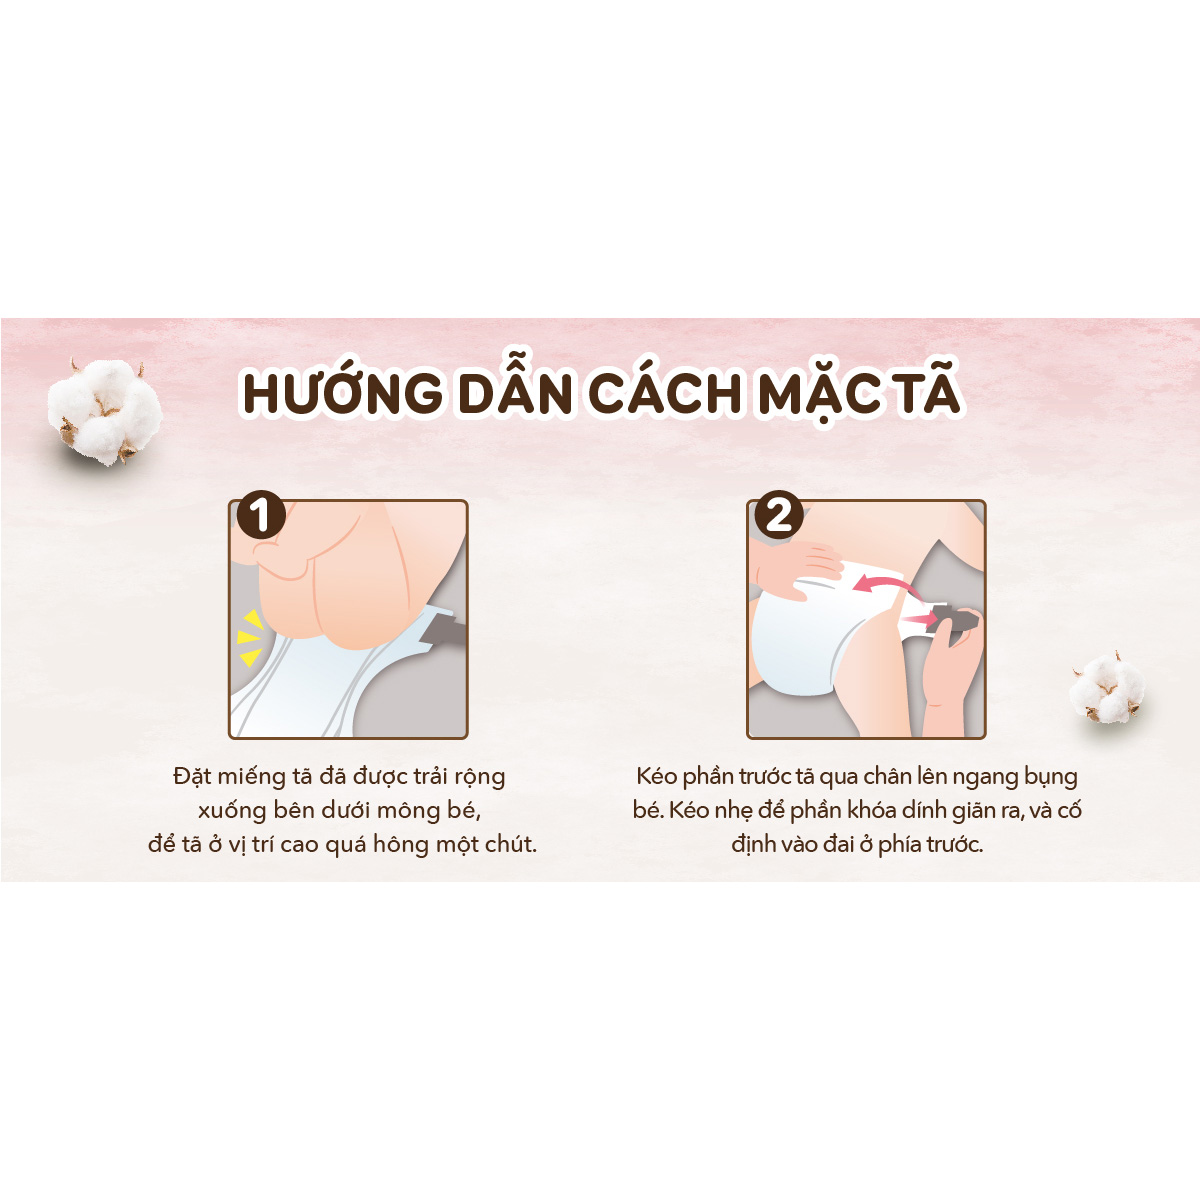 HƯỚNG DẪN CÁCH MẶC TÃ
1
Đặt miếng tã đã được trải rộng
xuống bên dưới mông bé,
để tã ở vị trí cao quá hông một chút.
2
Kéo phần trước tã qua chân lên ngang bụng
bé. Kéo nhẹ để phần khóa dính giãn ra, và cố
định vào đai ở phía trước.